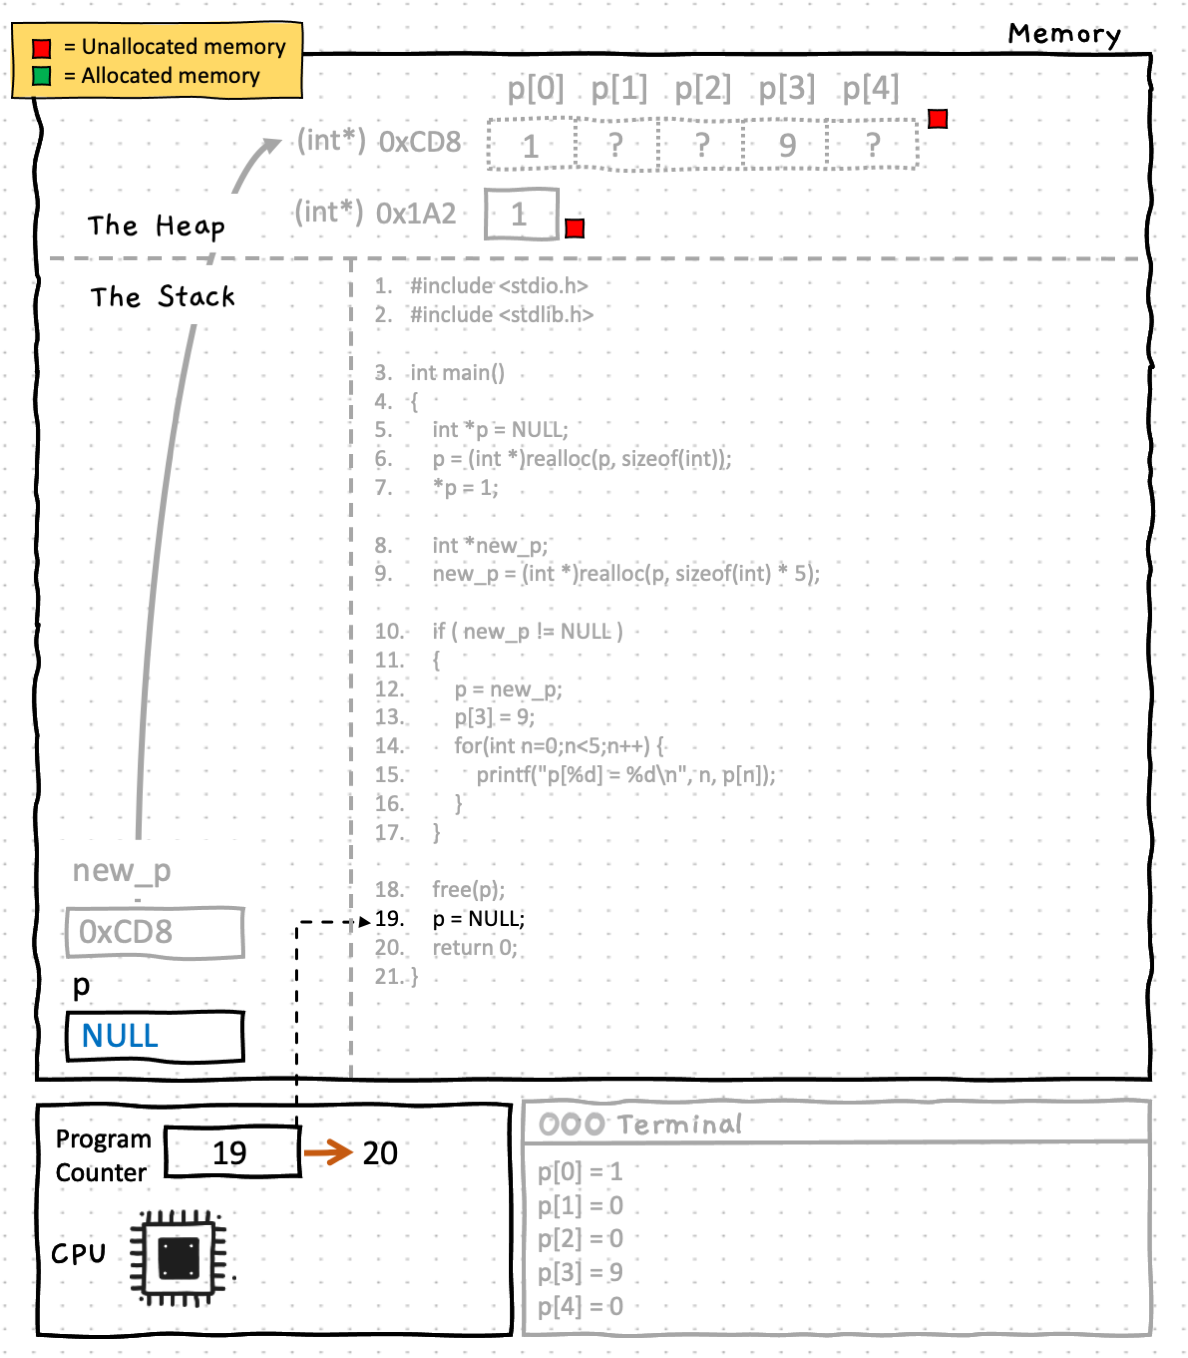 = Unallocated memory
= Allocated memory
Memory
p[0] p[1] p[2] p[3] p[4]
(int*) 0xCD8 1 ? ? 9 ?
(int*) 0x1A2 1
The Heap
The Stack
1. #include <stdio.h>
2. #include <stdlib.h>
3. int main()
4. {
5. int *p = NULL;
6. p = (int *)realloc(p, sizeof(int));
7. *p = 1;
8. int *new_p;
9. new_p = (int *)realloc(p, sizeof(int) * 5);
10. if ( new_p != NULL )
11. {
12. p = new_p;
13. p[3] = 9;
14. for(int n=0;n<5;n++) {
15. printf("p[%d] = %d\n", n, p[n]);
16. }
17. }
18. free(p);
19. p = NULL;
20. return 0;
21. }
new_p
0xCD8
p
NULL
Program
Counter
19
20
CPU
Terminal
p[0] = 1
p[1] = 0
p[2] = 0
p[3] = 9
p[4] = 0